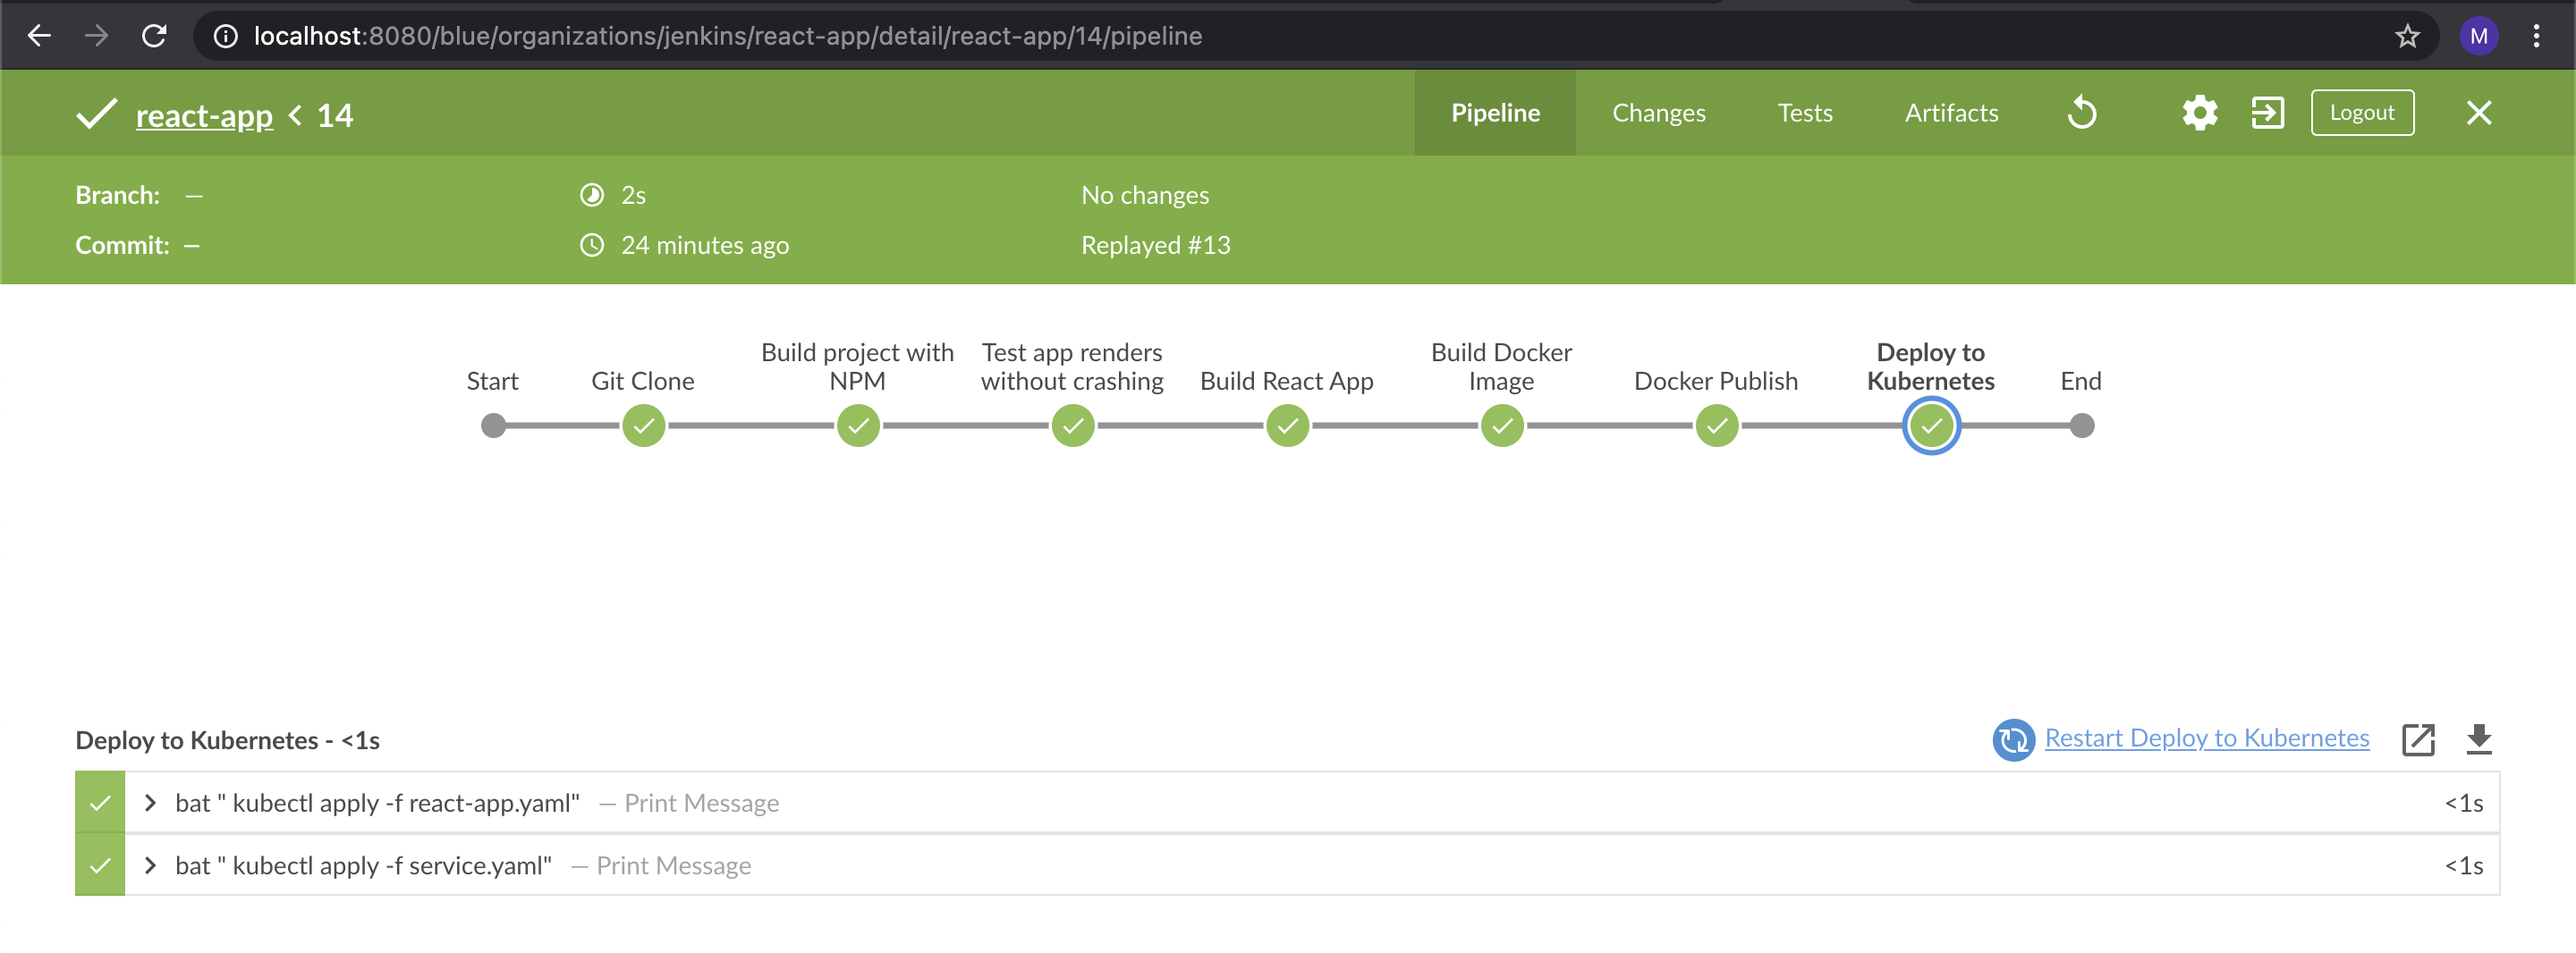 localhost:8080/blue/organizations/jenkins/react-app/detail/react-app/14/pipeline
M
react-app < 14
Pipeline
Changes
Tests
Artifacts
Logout
Branch: —
2s
No changes
Commit: —
24 minutes ago
Replayed #13
Start
Git Clone
Build project with
NPM
Test app renders
without crashing
Build React App
Build Docker
Image
Docker Publish
Deploy to
Kubernetes
End
Deploy to Kubernetes - <1s
Restart Deploy to Kubernetes
bat " kubectl apply -f react-app.yaml" — Print Message
<1s
bat " kubectl apply -f service.yaml" — Print Message
<1s